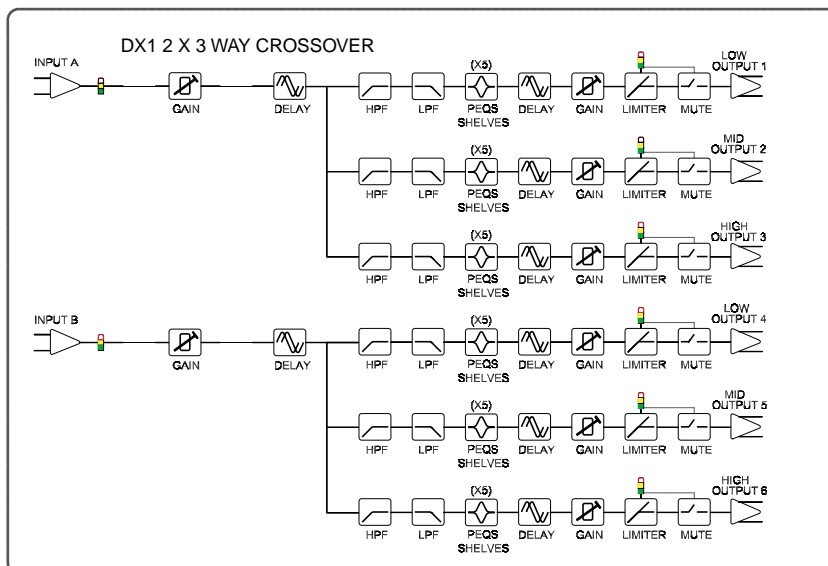 DX1 2 X 3 WAY CROSSOVER
INPUT A
GAIN
DELAY
HPF
LPF
(X5)
PEQS
SHELVES
DELAY
GAIN
LIMITER
MUTE
LOW
OUTPUT 1
HPF
LPF
(X5)
PEQS
SHELVES
DELAY
GAIN
LIMITER
MUTE
MID
OUTPUT 2
HPF
LPF
(X5)
PEQS
SHELVES
DELAY
GAIN
LIMITER
MUTE
HIGH
OUTPUT 3
INPUT B
GAIN
DELAY
HPF
LPF
(X5)
PEQS
SHELVES
DELAY
GAIN
LIMITER
MUTE
LOW
OUTPUT 4
HPF
LPF
(X5)
PEQS
SHELVES
DELAY
GAIN
LIMITER
MUTE
MID
OUTPUT 5
HPF
LPF
(X5)
PEQS
SHELVES
DELAY
GAIN
LIMITER
MUTE
HIGH
OUTPUT 6